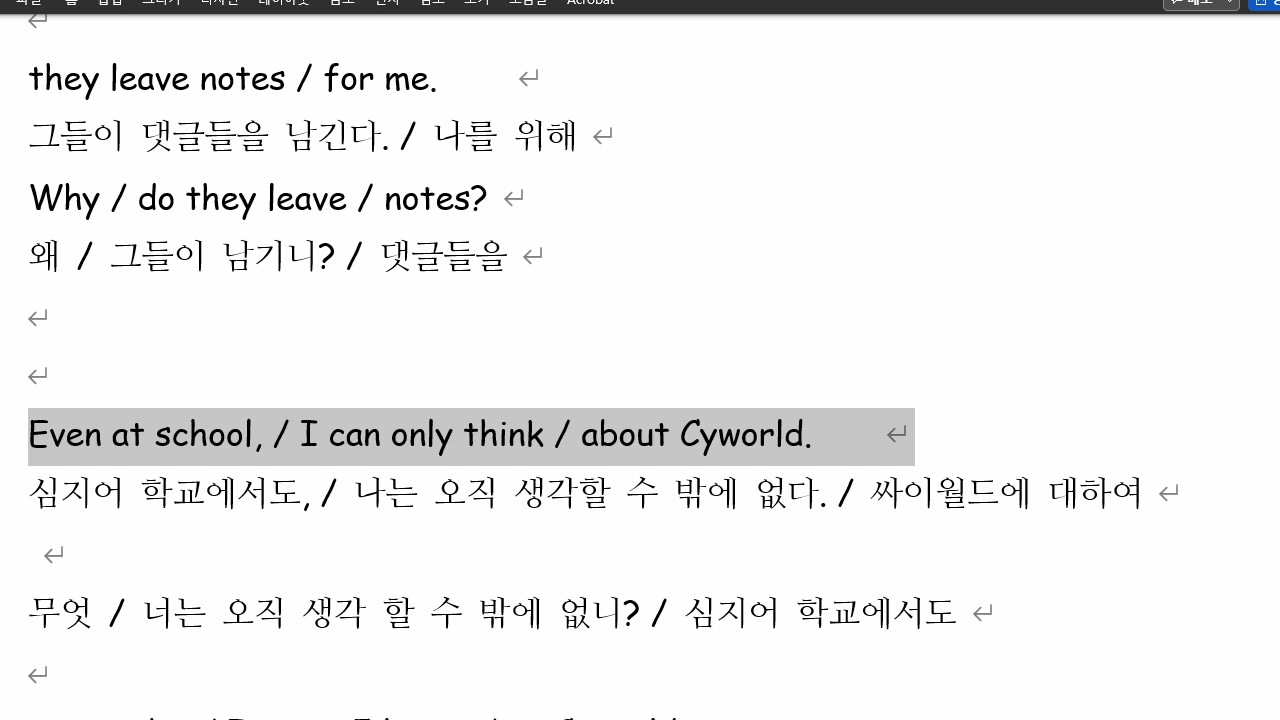 Acrobat
they leave notes / for me.
그들이 댓글들을 남긴다. / 나를 위해
Why / do they leave / notes?
왜 / 그들이 남기니? / 댓글들을
Even at school, / I can only think / about Cyworld.
심지어 학교에서도, / 나는 오직 생각할 수 밖에 없다. / 싸이월드에 대하여
무엇 / 너는 오직 생각 할 수 밖에 없니? / 심지어 학교에서도